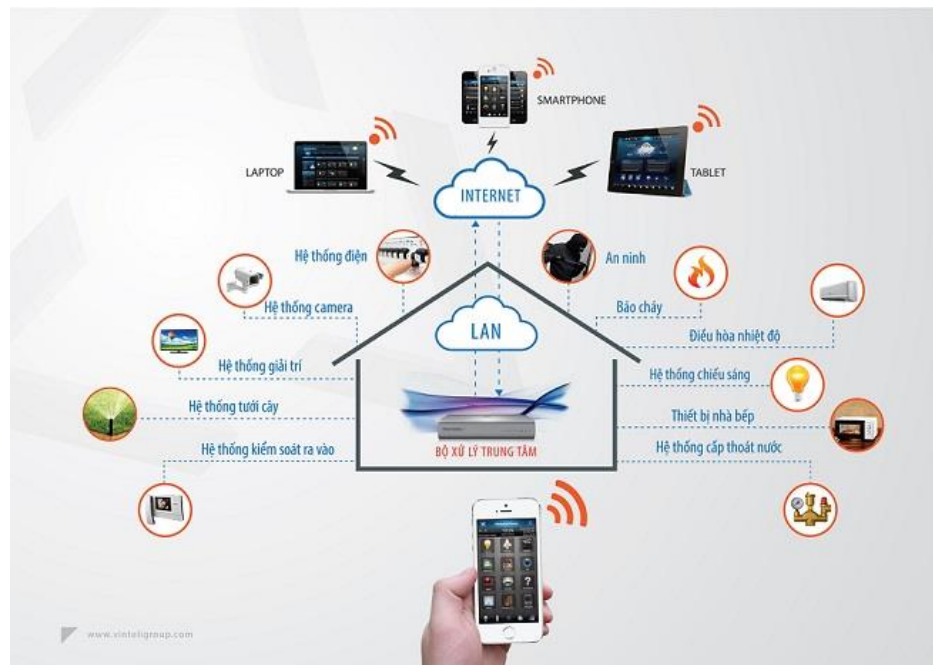 SMARTPHONE
LAPTOP
TABLET
INTERNET
Hệ thống điện
An ninh
Hệ thống camera
Báo cháy
LAN
Điều hòa nhiệt độ
Hệ thống giải trí
Hệ thống chiếu sáng
Hệ thống tưới cây
Thiết bị nhà bếp
Hệ thống kiểm soát ra vào
BỘ XỬ LÝ TRUNG TÂM
Hệ thống cấp thoát nước
www.vinteligroup.com